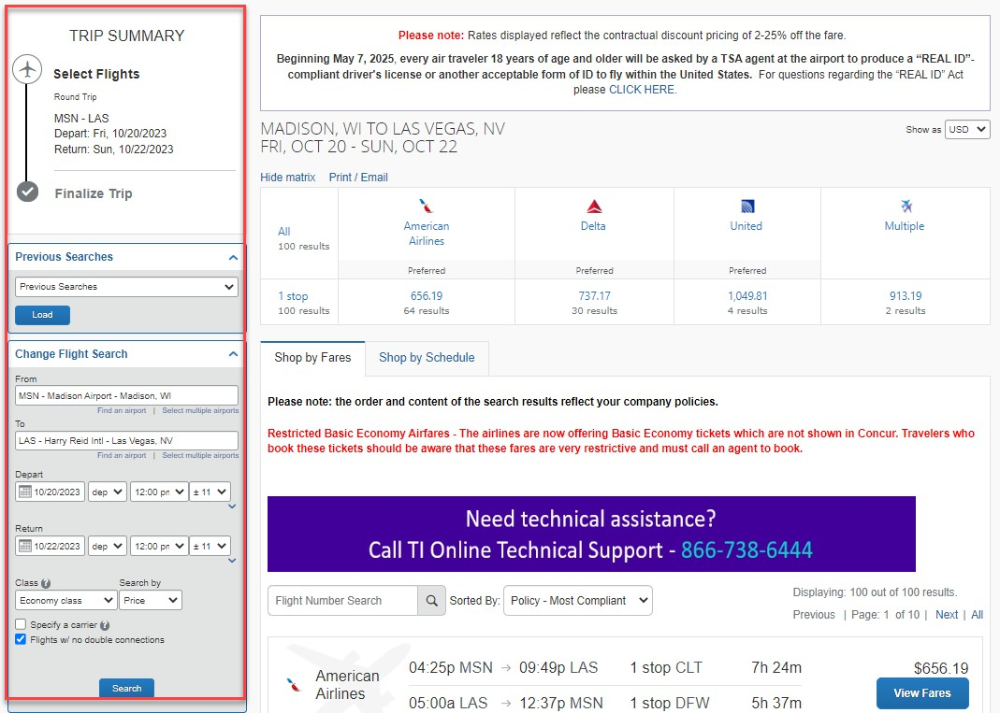 TRIP SUMMARY
Select Flights
Round Trip
MSN - LAS
Depart: Fri, 10/20/2023
Return: Sun, 10/22/2023
Finalize Trip
Previous Searches
Previous Searches
Load
Change Flight Search
From
MSN - Madison Airport - Madison, WI
Find an airport | Select multiple airports
To
LAS - Harry Reid Intl - Las Vegas, NV
Find an airport | Select multiple airports
Depart
10/20/2023 dep 12:00 pm ± 11
Return
10/22/2023 dep 12:00 pm ± 11
Class ? Search by
Economy class Price
Specify a carrier ?
Flights w/ no double connections
Search
Please note: Rates displayed reflect the contractual discount pricing of 2-25% off the fare.
Beginning May 7, 2025, every air traveler 18 years of age and older will be asked by a TSA agent at the airport to produce a “REAL ID”-
compliant driver's license or another acceptable form of ID to fly within the United States. For questions regarding the “REAL ID” Act
please CLICK HERE.
MADISON, WI TO LAS VEGAS, NV
FRI, OCT 20 - SUN, OCT 22
Show as USD
Hide matrix Print / Email
All
100 results
American
Airlines
Preferred
Delta
Preferred
United
Preferred
Multiple
1 stop 656.19 737.17 1,049.81 913.19
100 results 64 results 30 results 4 results 2 results
Shop by Fares Shop by Schedule
Please note: the order and content of the search results reflect your company policies.
Restricted Basic Economy Airfares - The airlines are now offering Basic Economy tickets which are not shown in Concur. Travelers who
book these tickets should be aware that these fares are very restrictive and must call an agent to book.
Need technical assistance?
Call TI Online Technical Support - 866-738-6444
Flight Number Search Sorted By: Policy - Most Compliant
Displaying: 100 out of 100 results.
Previous | Page: 1 of 10 | Next | All
American
Airlines
04:25p MSN → 09:49p LAS 1 stop CLT 7h 24m
05:00a LAS → 12:37p MSN 1 stop DFW 5h 37m
$656.19
View Fares